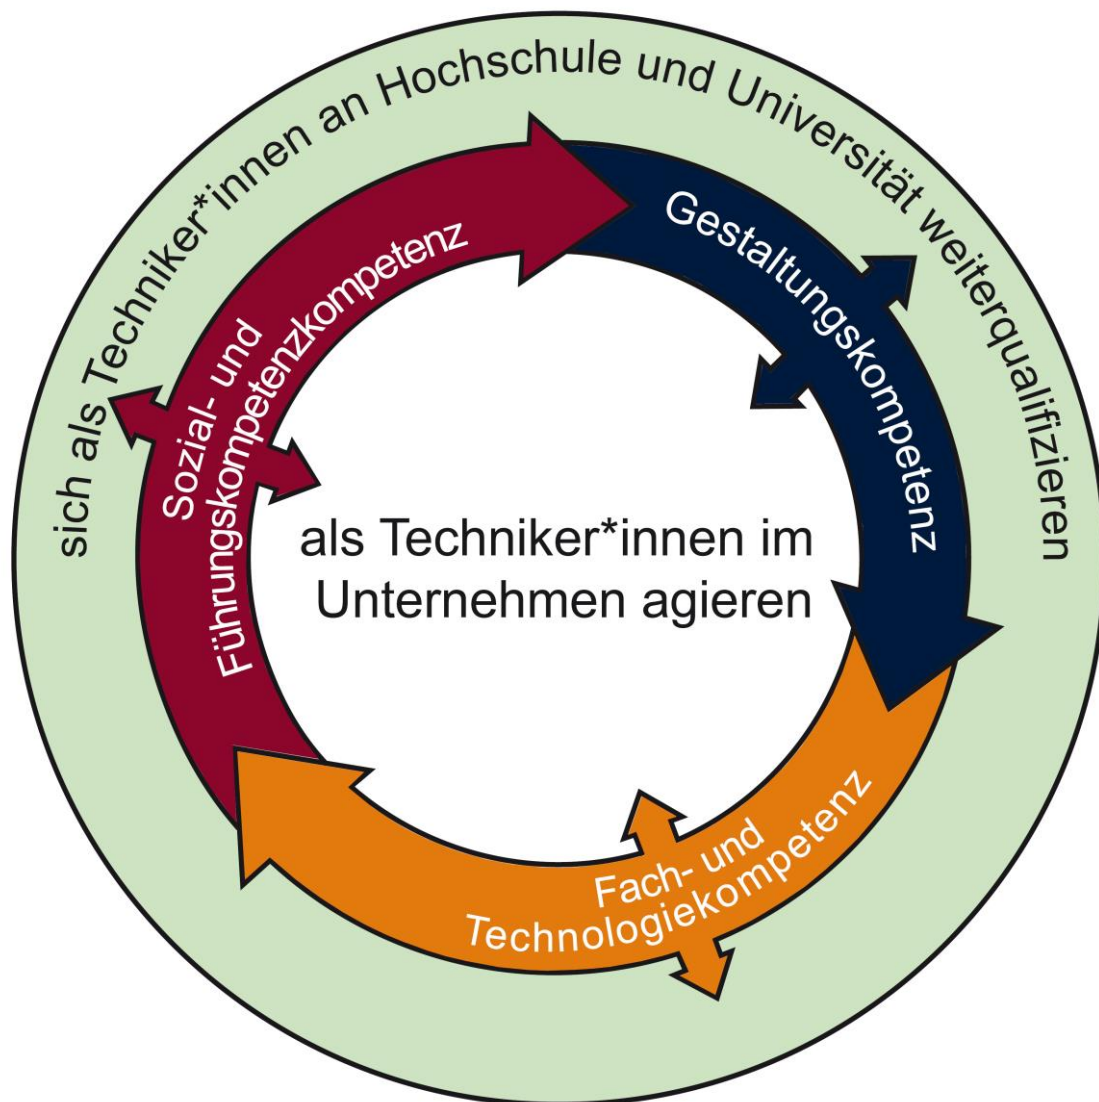 sich als Techniker*innen an Hochschule und Universität weiterqualifizieren
Sozial- und
Führungskompetenzkompetenz
Gestaltungskompetenz
als Techniker*innen im
Unternehmen agieren
Fach- und
Technologiekompetenz